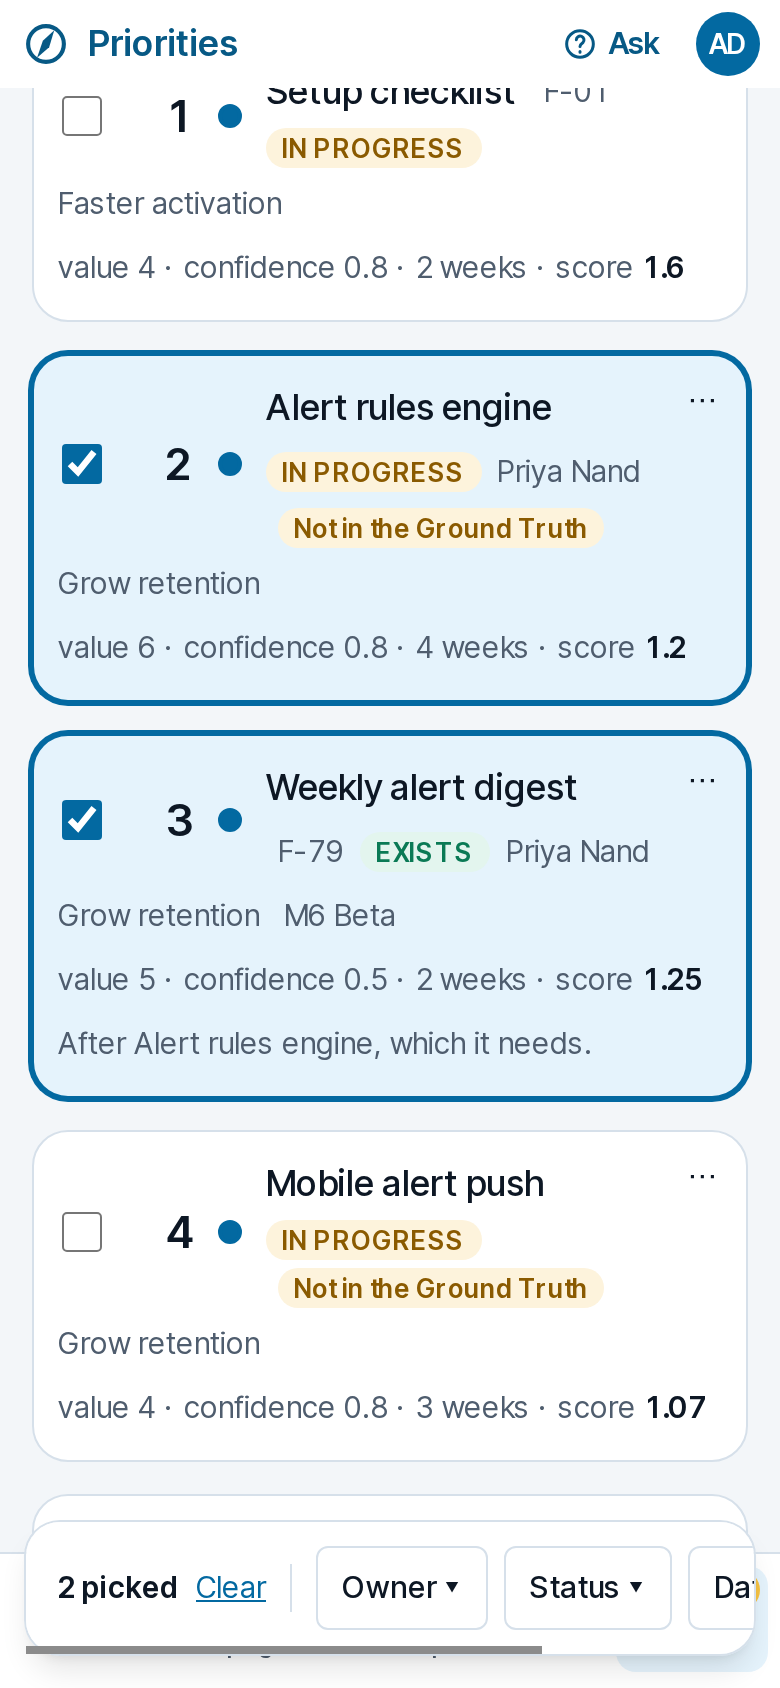 Priorities
Ask
AD
1 Setup checklist F-01
IN PROGRESS
Faster activation
value 4 · confidence 0.8 · 2 weeks · score 1.6
Alert rules engine ...
2
IN PROGRESS Priya Nand
Not in the Ground Truth
Grow retention
value 6 · confidence 0.8 · 4 weeks · score 1.2
Weekly alert digest ...
3
F-79 EXISTS Priya Nand
Grow retention M6 Beta
value 5 · confidence 0.5 · 2 weeks · score 1.25
After Alert rules engine, which it needs.
Mobile alert push ...
4
IN PROGRESS
Not in the Ground Truth
Grow retention
value 4 · confidence 0.8 · 3 weeks · score 1.07
2 picked Clear Owner ▾ Status ▾